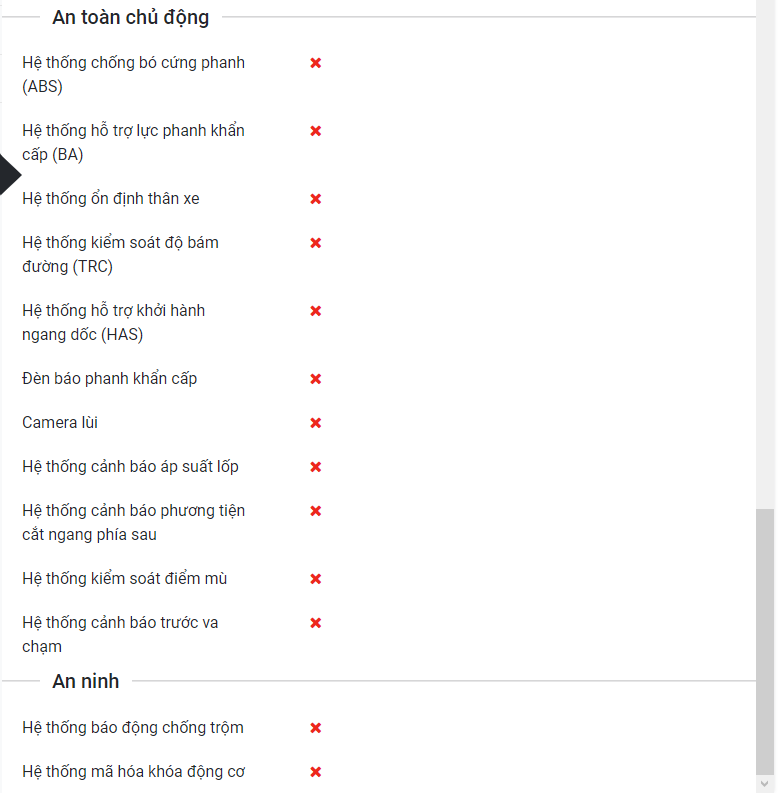 An toàn chủ động
Hệ thống chống bó cứng phanh
(ABS)
Hệ thống hỗ trợ lực phanh khẩn
cấp (BA)
Hệ thống ổn định thân xe
Hệ thống kiểm soát độ bám
đường (TRC)
Hệ thống hỗ trợ khởi hành
ngang dốc (HAS)
Đèn báo phanh khẩn cấp
Camera lùi
Hệ thống cảnh báo áp suất lốp
Hệ thống cảnh báo phương tiện
cắt ngang phía sau
Hệ thống kiểm soát điểm mù
Hệ thống cảnh báo trước va
chạm
An ninh
Hệ thống báo động chống trộm
Hệ thống mã hóa khóa động cơ